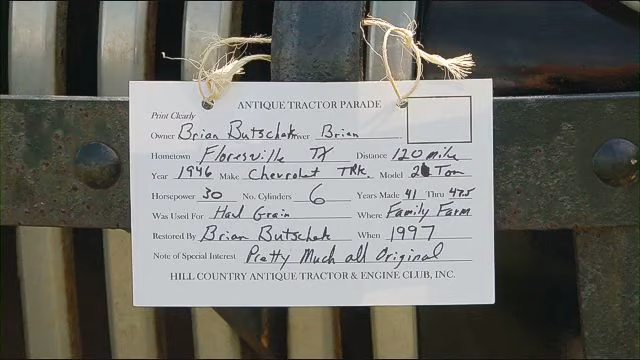 ANTIQUE TRACTOR PARADE
Print Clearly
Owner Brian Butschek Driver Brian
Hometown Floresville TX Distance 120 mile
Year 1946 Make Chevrolet TRK. Model 2 Ton
Horsepower 30 No. Cylinders 6 Years Made 41 Thru 47.5
Was Used For Haul Grain Where Family Farm
Restored By Brian Butschek When 1997
Note of Special Interest Pretty Much all Original
HILL COUNTRY ANTIQUE TRACTOR & ENGINE CLUB, INC.